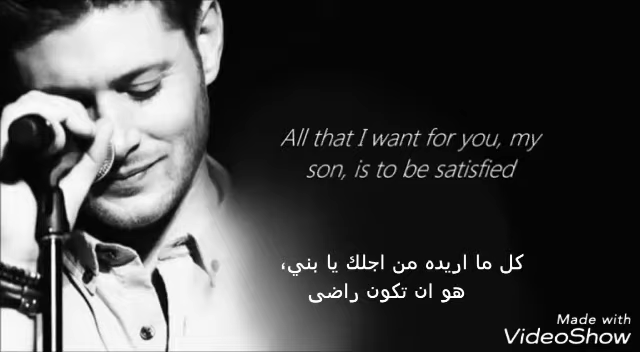 All that I want for you, my
son, is to be satisfied
كل ما اريده من اجلك يا بني،
هو ان تكون راضى
Made with
VideoShow